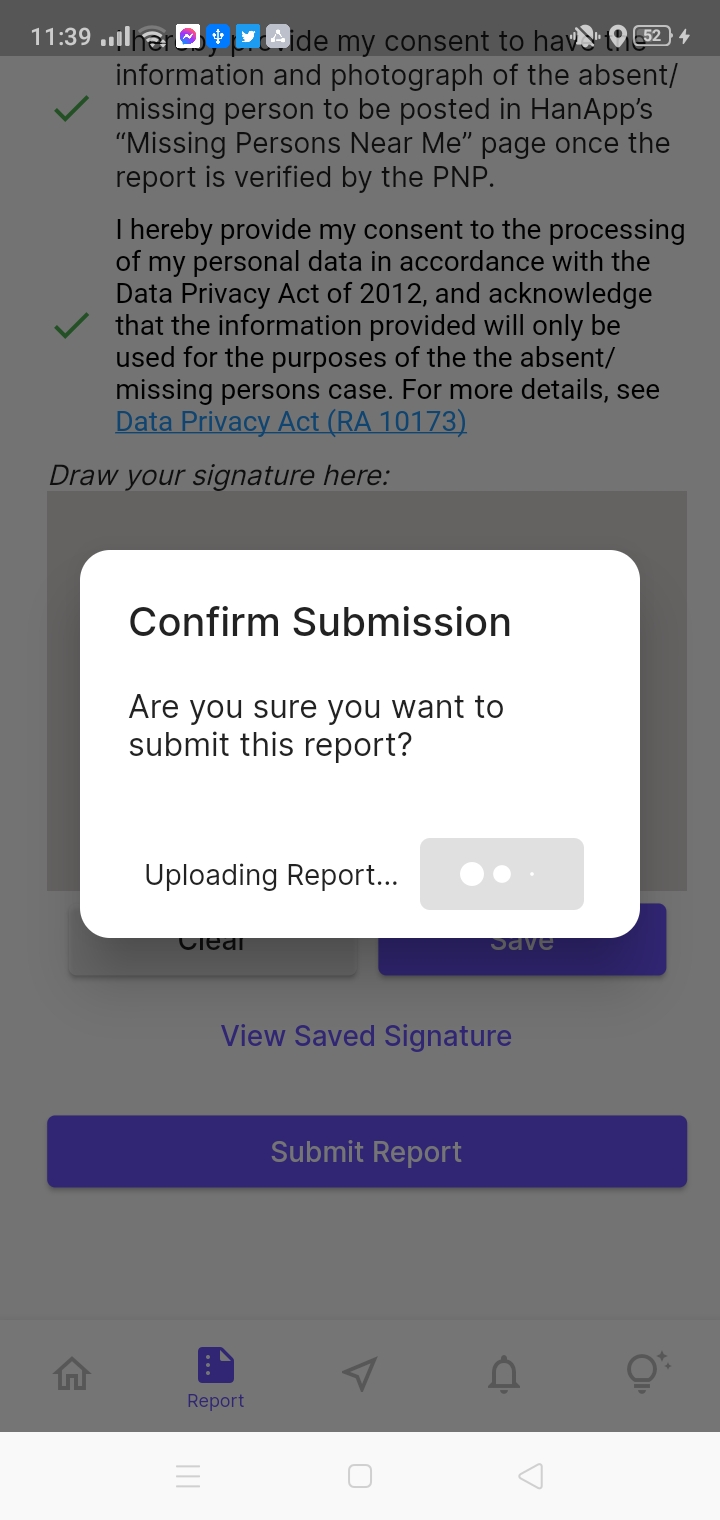 11:39
52
I hereby provide my consent to have the
information and photograph of the absent/
missing person to be posted in HanApp’s
“Missing Persons Near Me” page once the
report is verified by the PNP.
I hereby provide my consent to the processing
of my personal data in accordance with the
Data Privacy Act of 2012, and acknowledge
that the information provided will only be
used for the purposes of the the absent/
missing persons case. For more details, see
Data Privacy Act (RA 10173)
Draw your signature here:
Confirm Submission
Are you sure you want to
submit this report?
Uploading Report...
Clear
Save
View Saved Signature
Submit Report
Report